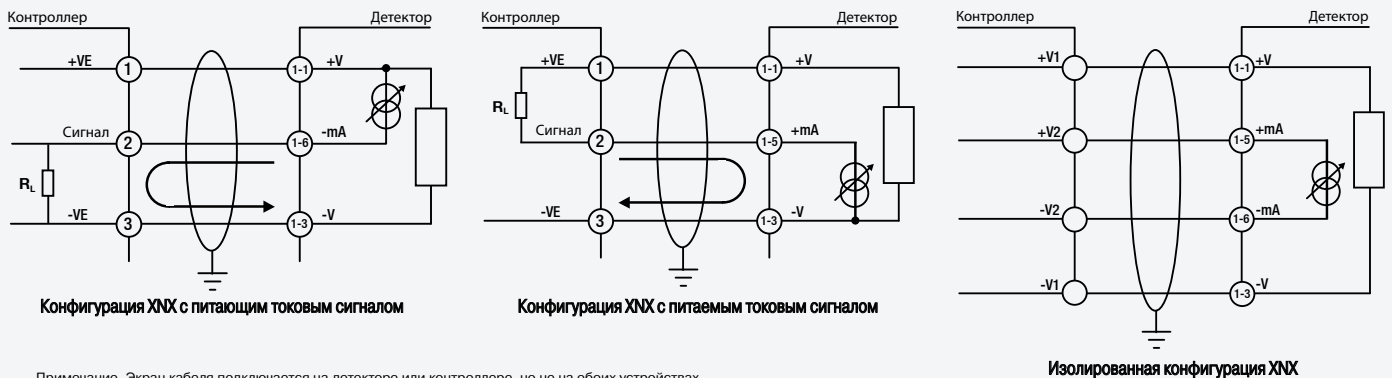 Контроллер
Детектор
+VE
1
1-1
+V
Сигнал
2
1-6
-mA
RL
-VE
3
1-3
-V
Конфигурация XNX с питающим токовым сигналом
Контроллер
Детектор
+VE
1
1-1
+V
RL
Сигнал
2
1-5
+mA
-VE
3
1-3
-V
Конфигурация XNX с питаемым токовым сигналом
Контроллер
Детектор
+V1
1-1
+V
+V2
1-5
+mA
-V2
1-6
-mA
-V1
1-3
-V
Изолированная конфигурация XNX
Примечание. Экран кабеля подключается на детекторе или контроллере, но не на обоих устройствах